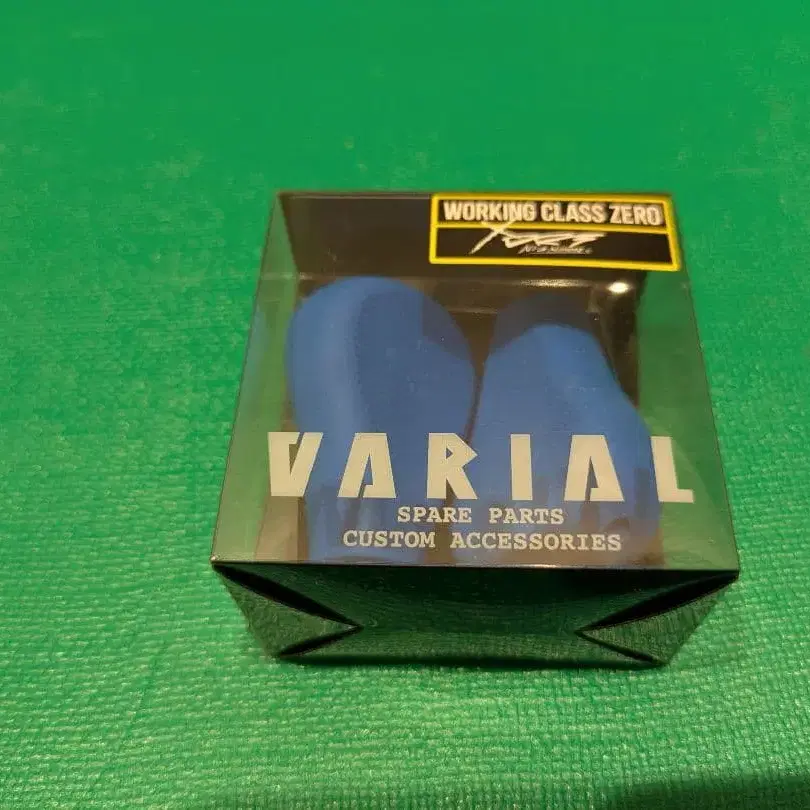 WORKING CLASS ZERO
VARIAL
SPARE PARTS
CUSTOM ACCESSORIES